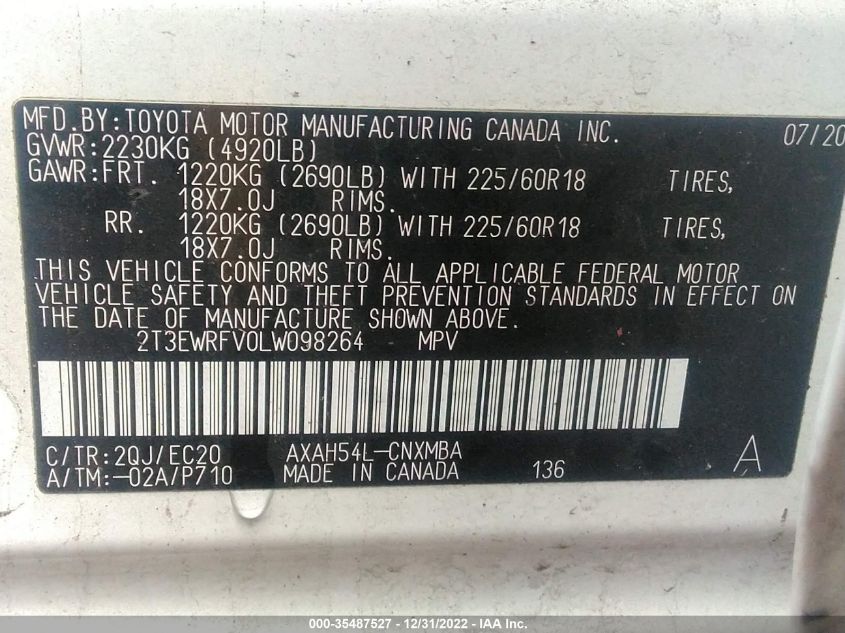 MFD.BY:TOYOTA MOTOR MANUFACTURING CANADA INC. 07/20
GVWR:2230KG (4920LB)
GAWR:FRT. 1220KG (2690LB) WITH 225/60R18 TIRES,
18X7.0J RIMS.
RR. 1220KG (2690LB) WITH 225/60R18 TIRES,
18X7.0J RIMS.
THIS VEHICLE CONFORMS TO ALL APPLICABLE FEDERAL MOTOR
VEHICLE SAFETY AND THEFT PREVENTION STANDARDS IN EFFECT ON
THE DATE OF MANUFACTURE SHOWN ABOVE.
2T3EWRFV0LW098264 MPV
C/TR:2QJ/EC20 AXAH54L-CNXMBA
A/TM:-02A/P710 MADE IN CANADA 136 A
000-35487527 - 12/31/2022 - IAA Inc.